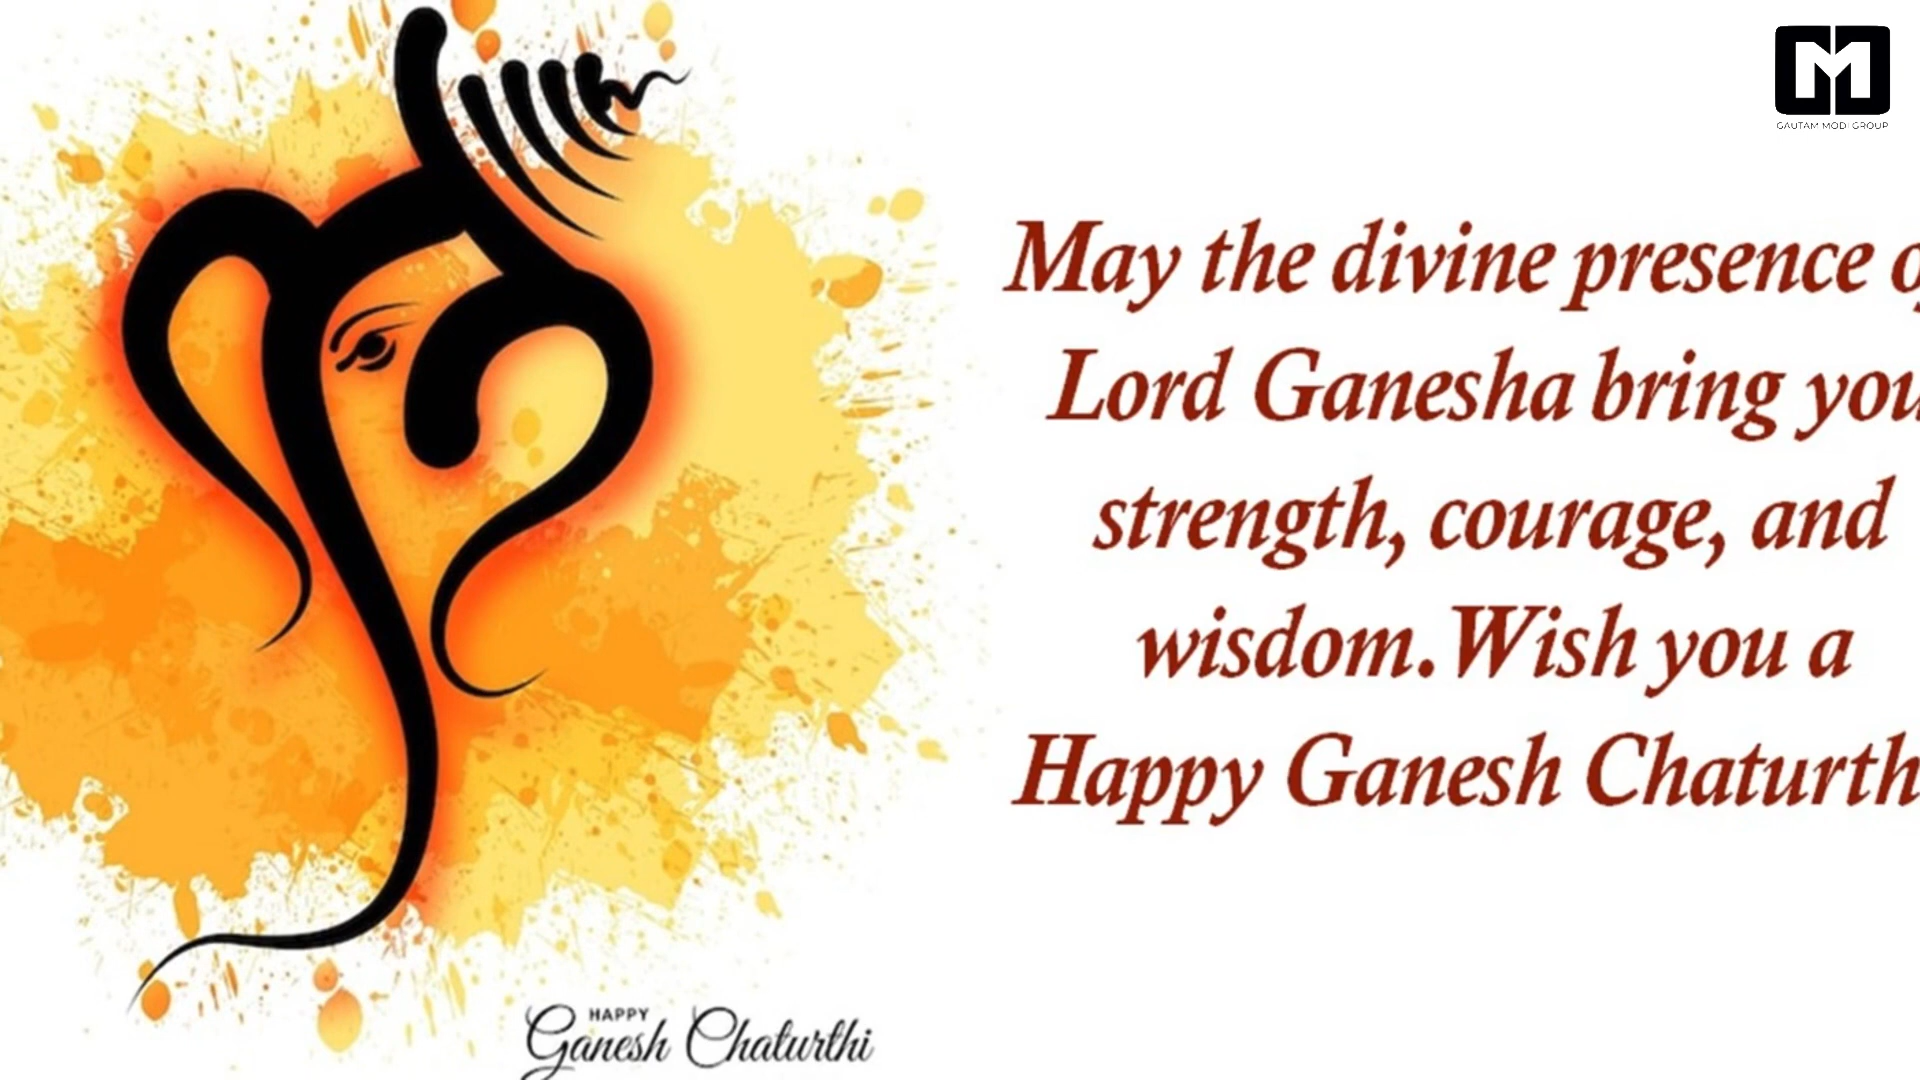 GAUTAM MODI GROUP
May the divine presence o
Lord Ganesha bring you
strength, courage, and
wisdom.Wish you a
Happy Ganesh Chaturth
HAPPY
Ganesh Chaturthi